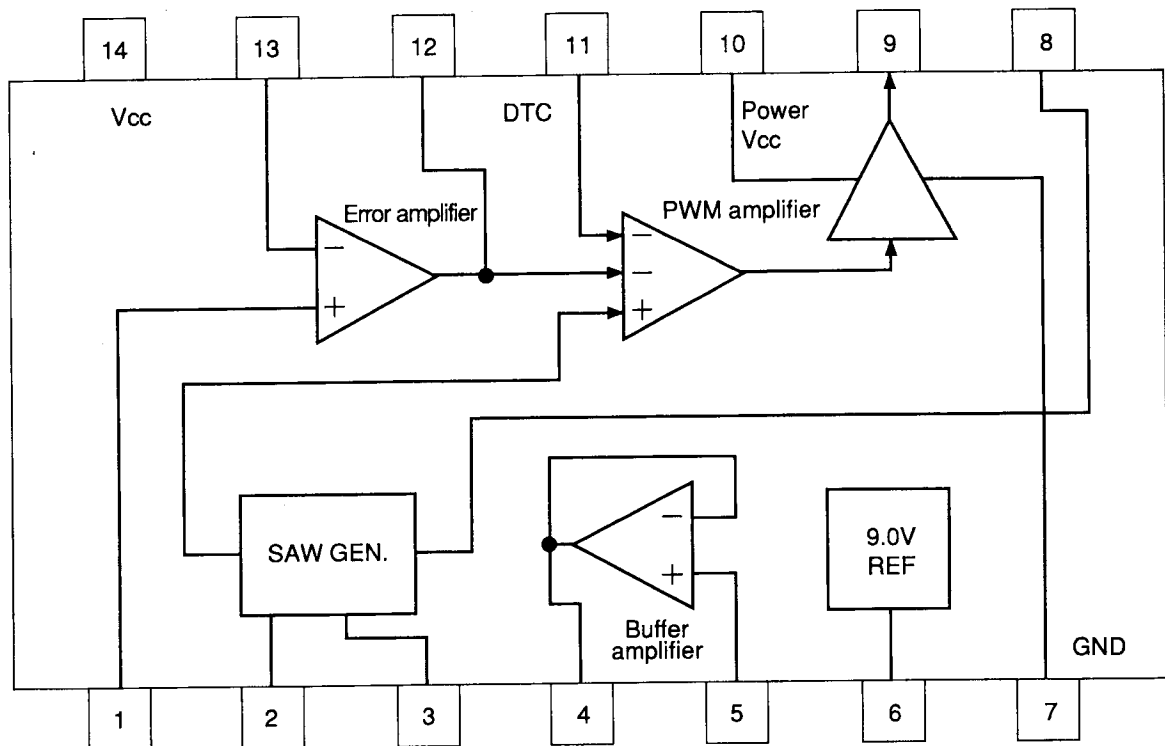 14 13 12 11 10 9 8
Vcc
DTC
Power
Vcc
Error amplifier
PWM amplifier
−
+
−
−
+
SAW GEN.
−
+
Buffer
amplifier
9.0V
REF
GND
1 2 3 4 5 6 7